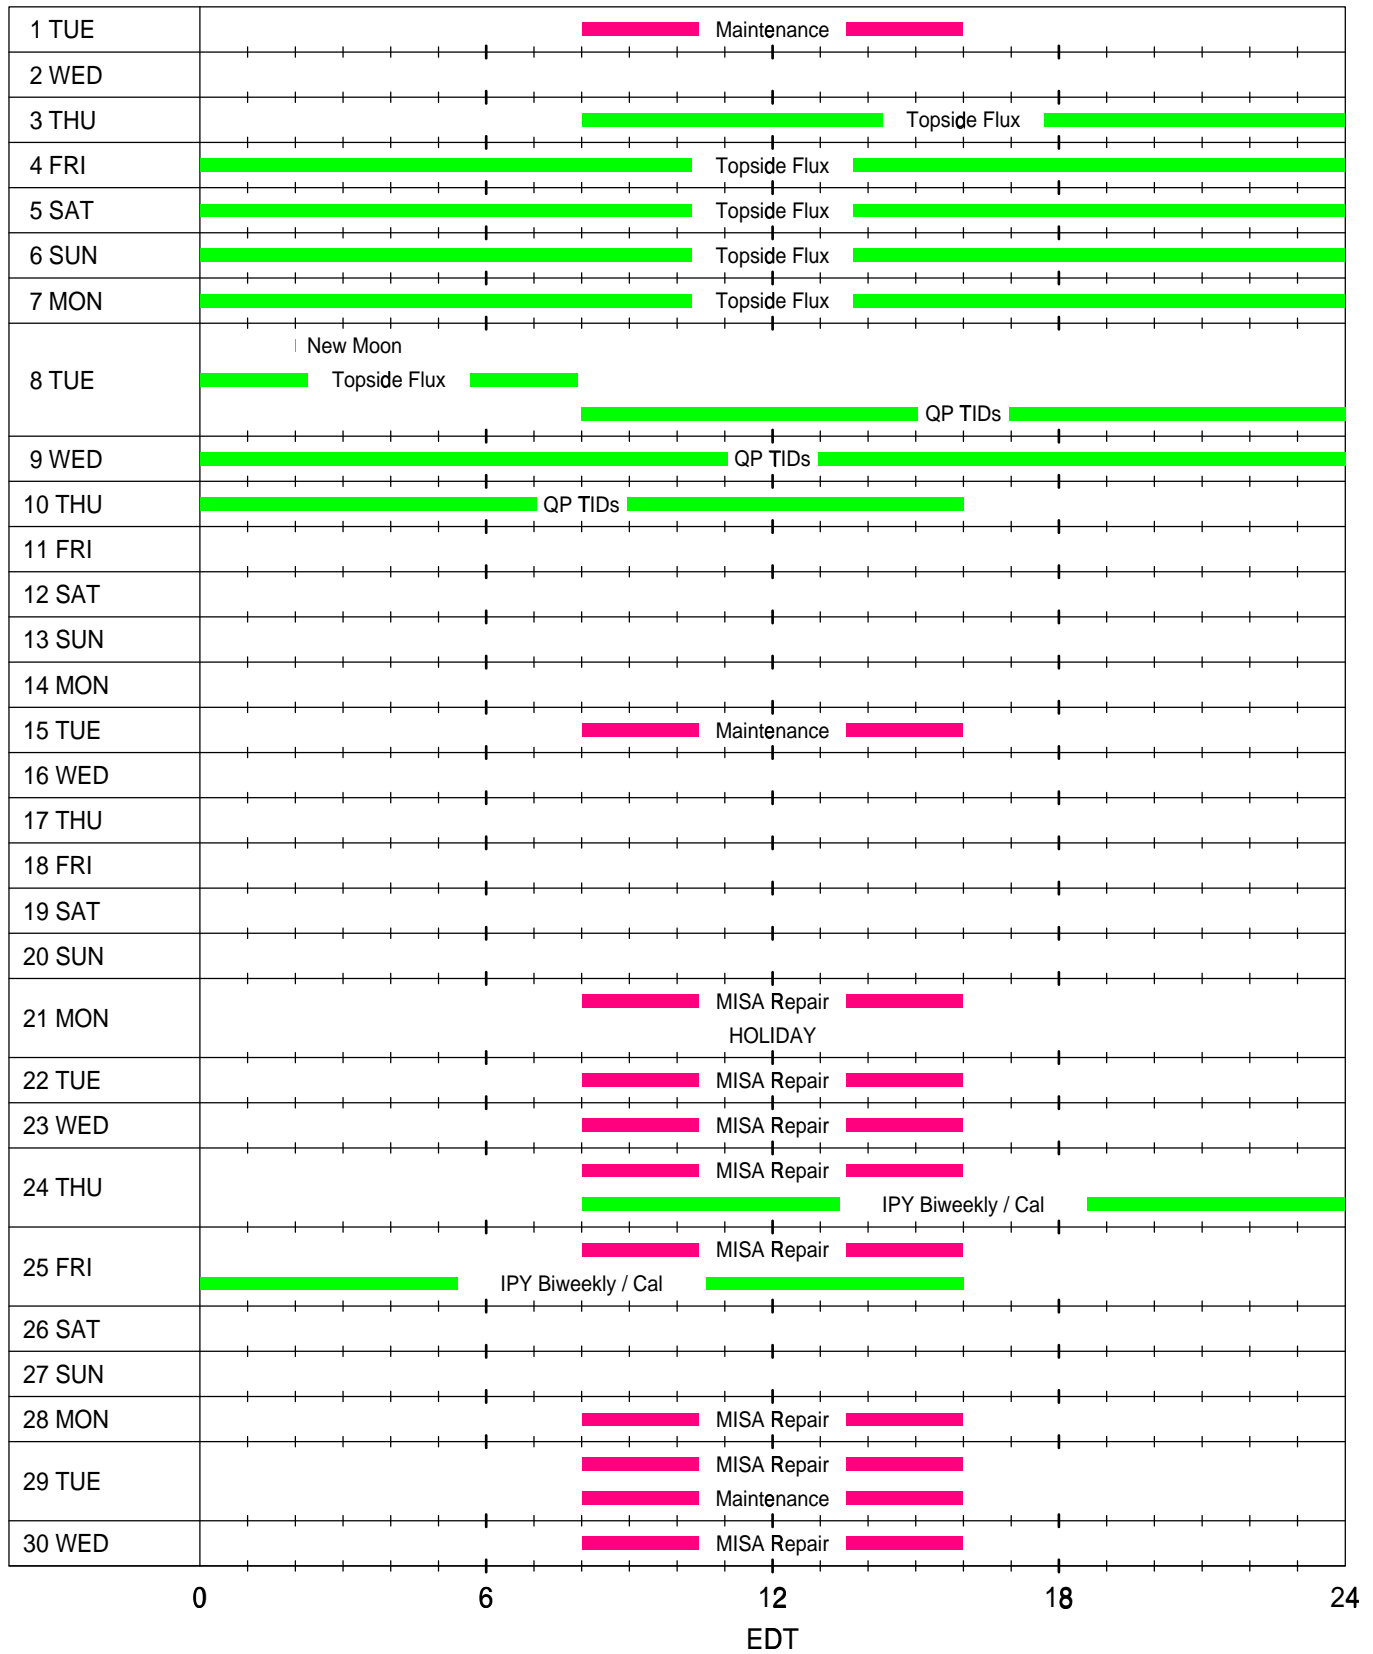 1 TUE Maintenance
2 WED
3 THU Topside Flux
4 FRI Topside Flux
5 SAT Topside Flux
6 SUN Topside Flux
7 MON Topside Flux
New Moon
8 TUE Topside Flux
QP TIDs
9 WED QP TIDs
10 THU QP TIDs
11 FRI
12 SAT
13 SUN
14 MON
15 TUE Maintenance
16 WED
17 THU
18 FRI
19 SAT
20 SUN
21 MON MISA Repair
HOLIDAY
22 TUE MISA Repair
23 WED MISA Repair
24 THU MISA Repair
IPY Biweekly / Cal
25 FRI MISA Repair
IPY Biweekly / Cal
26 SAT
27 SUN
28 MON MISA Repair
29 TUE MISA Repair
Maintenance
30 WED MISA Repair
0 6 12 18 24
EDT